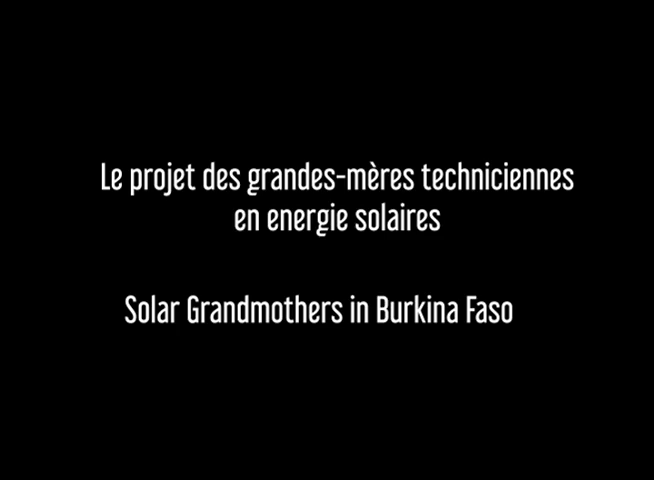 Le projet des grandes-mères techniciennes
en energie solaires
Solar Grandmothers in Burkina Faso